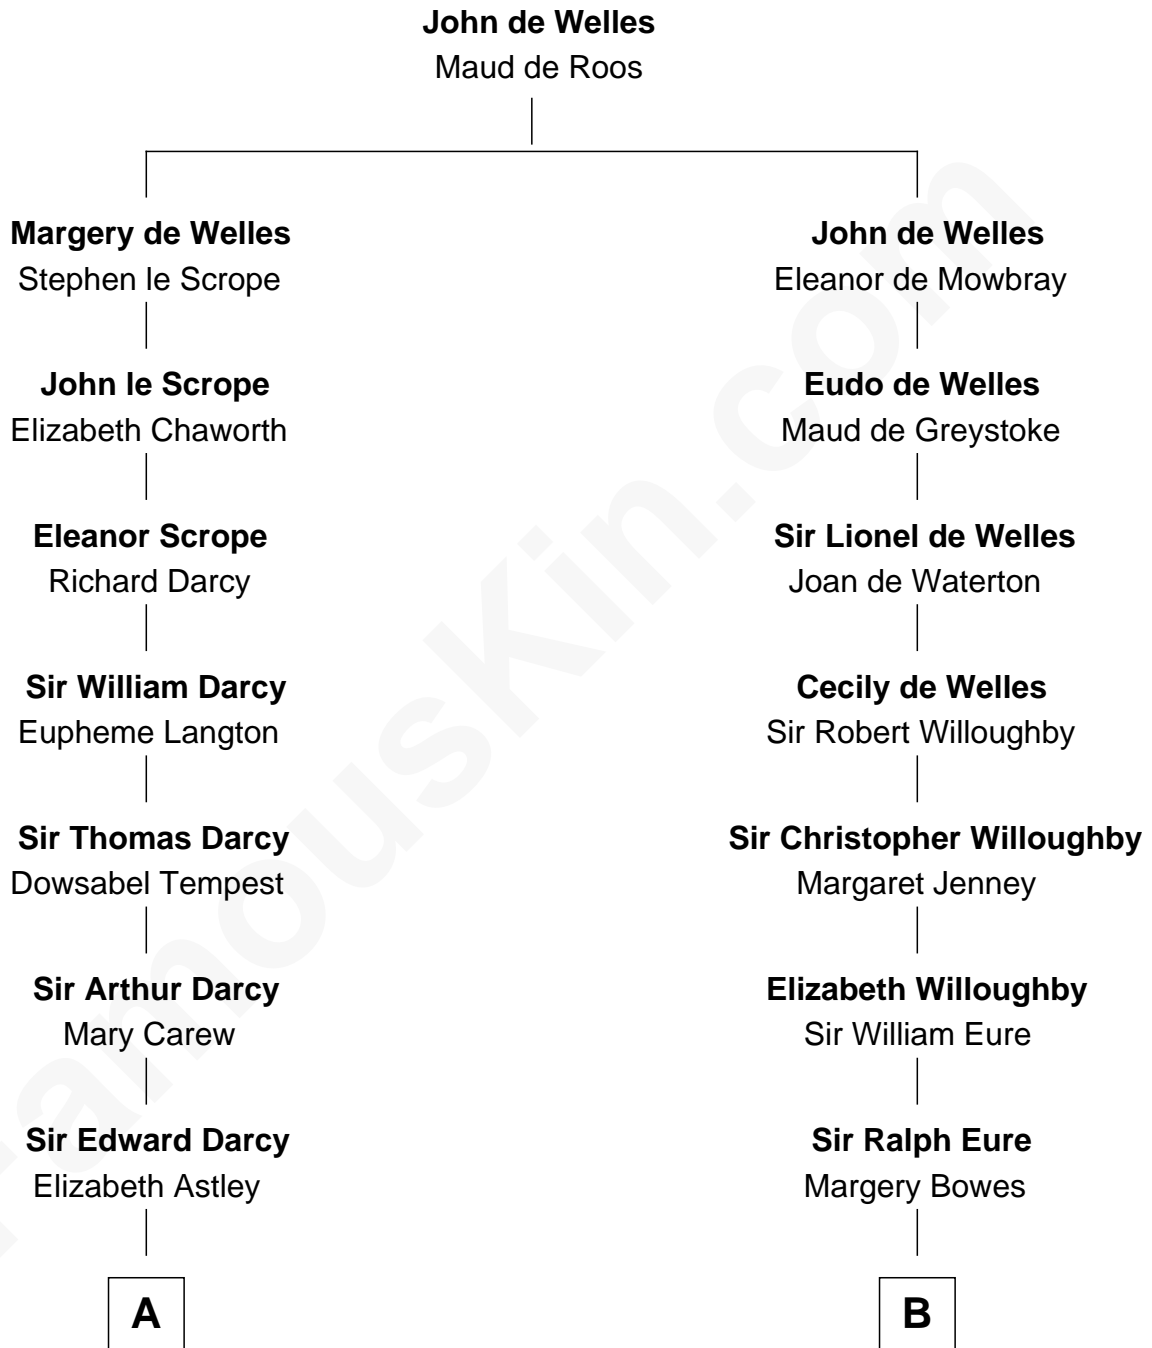 John de Welles
Maud de Roos
Margery de Welles
Stephen le Scrope
John de Welles
Eleanor de Mowbray
John le Scrope
Elizabeth Chaworth
Eudo de Welles
Maud de Greystoke
Eleanor Scrope
Richard Darcy
Sir Lionel de Welles
Joan de Waterton
Sir William Darcy
Eupheme Langton
Cecily de Welles
Sir Robert Willoughby
Sir Thomas Darcy
Dowsabel Tempest
Sir Christopher Willoughby
Margaret Jenney
Sir Arthur Darcy
Mary Carew
Elizabeth Willoughby
Sir William Eure
Sir Edward Darcy
Elizabeth Astley
Sir Ralph Eure
Margery Bowes
A
B
FamousKin.com